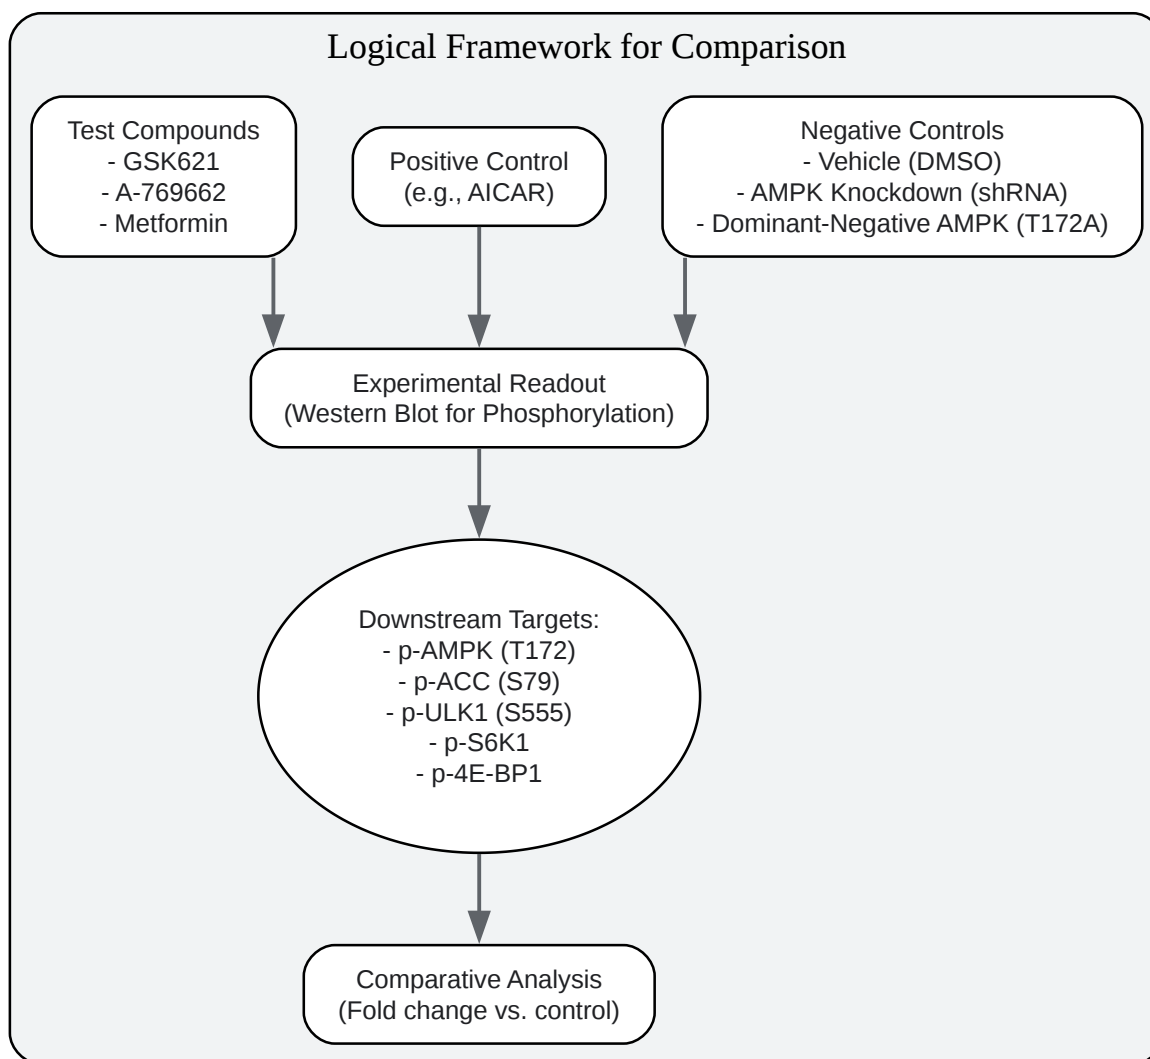 Logical Framework for Comparison
Test Compounds
- GSK621
- A-769662
- Metformin
Positive Control
(e.g., AICAR)
Negative Controls
- Vehicle (DMSO)
- AMPK Knockdown (shRNA)
- Dominant-Negative AMPK (T172A)
Experimental Readout
(Western Blot for Phosphorylation)
Downstream Targets:
- p-AMPK (T172)
- p-ACC (S79)
- p-ULK1 (S555)
- p-S6K1
- p-4E-BP1
Comparative Analysis
(Fold change vs. control)